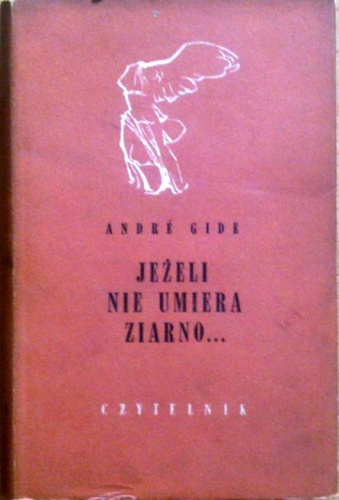 ANDRÉ GIDE
JEŻELI
NIE UMIERA
ZIARNO...
CZYTELNIK